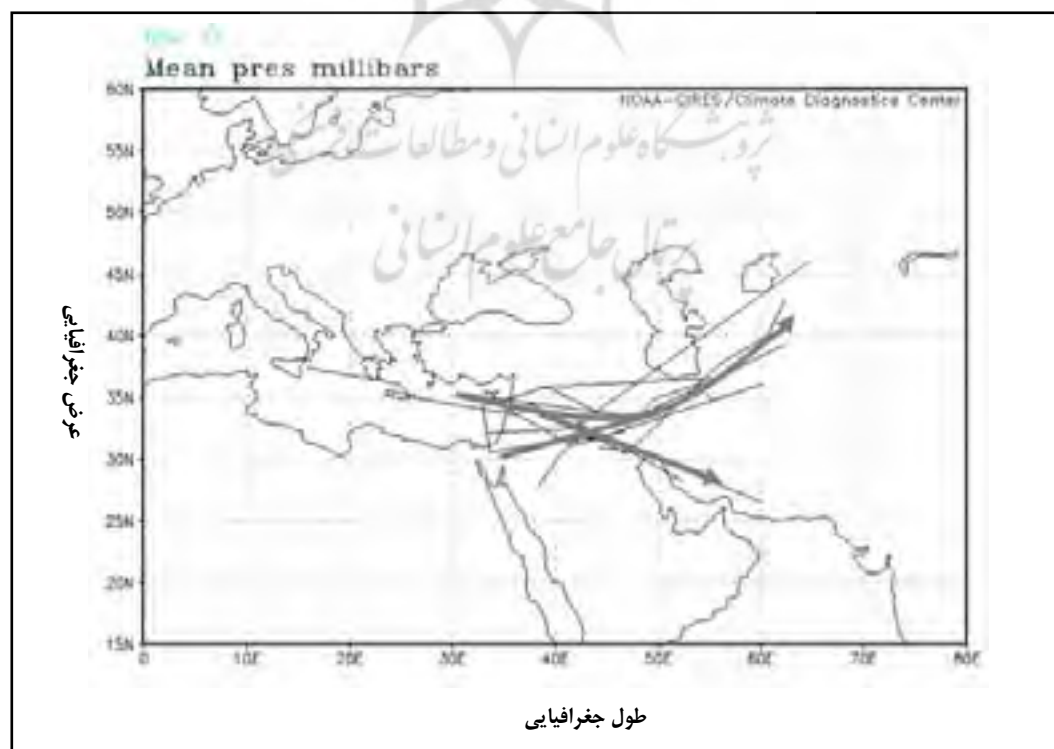 Mean pres millibars
NOAA-CIRES/Climate Diagnostics Center
پژوهشگاه علوم انسانی و مطالعات فرهنگی
پرتال جامع علوم انسانی
60N
55N
50N
45N
40N
35N
30N
25N
20N
15N
0 10E 20E 30E 40E 50E 60E 70E 80E
عرض جغرافیایی
طول جغرافیایی